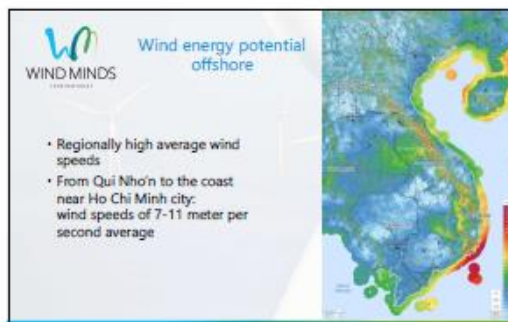 Wind energy potential
offshore
WIND MINDS
• Regionally high average wind
speeds
• From Qui Nho'n to the coast
near Ho Chi Minh city:
wind speeds of 7-11 meter per
second average